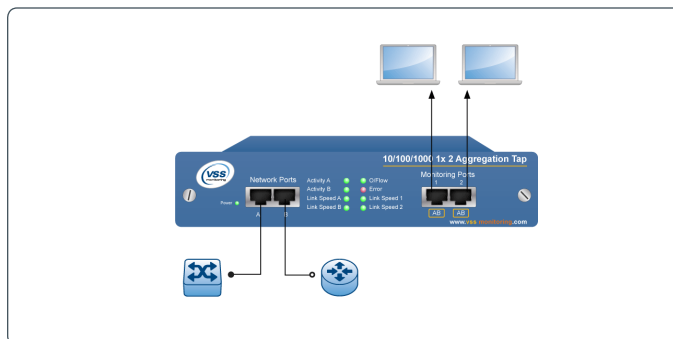 10/100/1000 1x 2 Aggregation Tap
VSS
monitoring
Network Ports
Monitoring Ports
1 2
Activity A
O/Flow
Activity B
Error
Power
Link Speed A
Link Speed 1
Link Speed B
Link Speed 2
A B
AB AB
www.vss monitoring.com